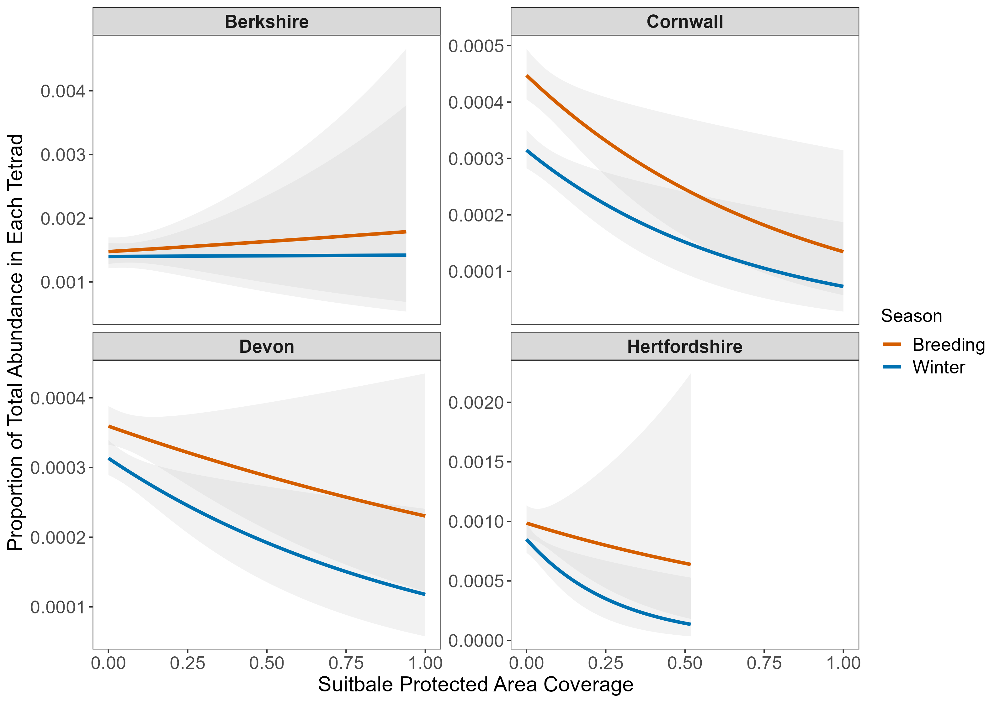 Berkshire
Cornwall
0.004
0.003
0.002
0.001
0.0005
0.0004
0.0003
0.0002
0.0001
Devon
Hertfordshire
0.0004
0.0003
0.0002
0.0001
0.0020
0.0015
0.0010
0.0005
0.0000
0.00 0.25 0.50 0.75 1.00
0.00 0.25 0.50 0.75 1.00
Suitbale Protected Area Coverage
Proportion of Total Abundance in Each Tetrad
Season
Breeding
Winter